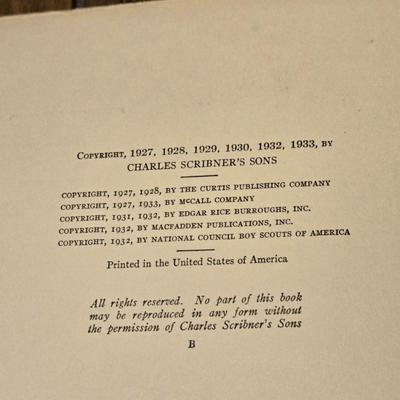 COPYRIGHT, 1927, 1928, 1929, 1930, 1932, 1933, BY
CHARLES SCRIBNER'S SONS
COPYRIGHT, 1927, 1928, BY THE CURTIS PUBLISHING COMPANY
COPYRIGHT, 1927, 1933, BY McCALL COMPANY
COPYRIGHT, 1931, 1932, BY EDGAR RICE BURROUGHS, INC.
COPYRIGHT, 1932, BY MACFADDEN PUBLICATIONS, INC.
COPYRIGHT, 1932, BY NATIONAL COUNCIL BOY SCOUTS OF AMERICA
Printed in the United States of America
All rights reserved. No part of this book
may be reproduced in any form without
the permission of Charles Scribner's Sons
B